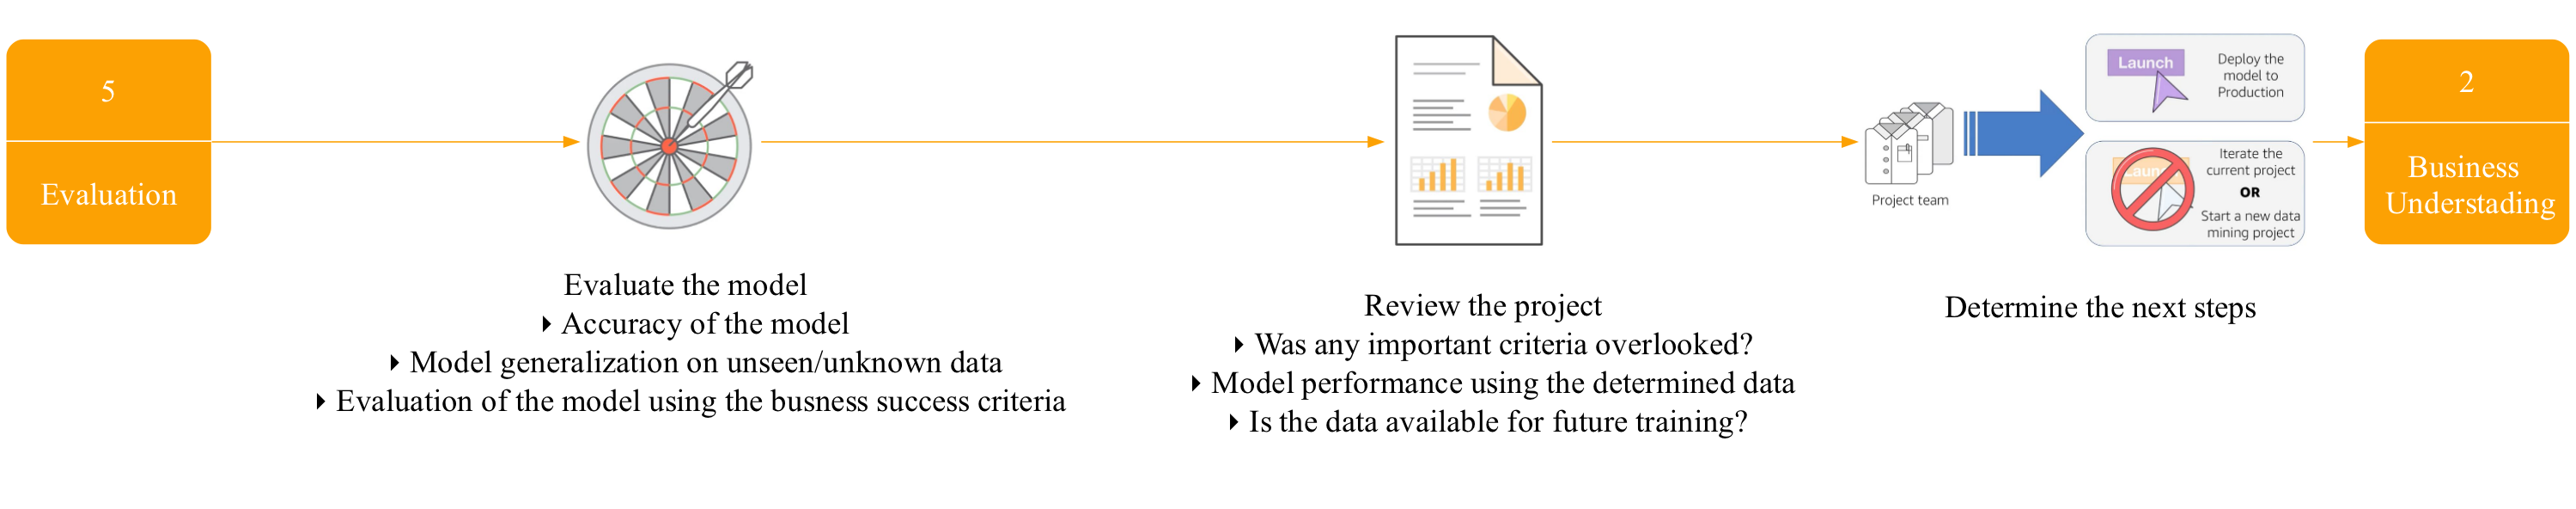 5
Evaluation
Evaluate the model
‣ Accuracy of the model
‣ Model generalization on unseen/unknown data
‣ Evaluation of the model using the busness success criteria
Review the project
‣ Was any important criteria overlooked?
‣ Model performance using the determined data
‣ Is the data available for future training?
Project team
Launch
Deploy the
model to
Production
Laun
Iterate the
current project
OR
Start a new data
mining project
Determine the next steps
2
Business
Understading